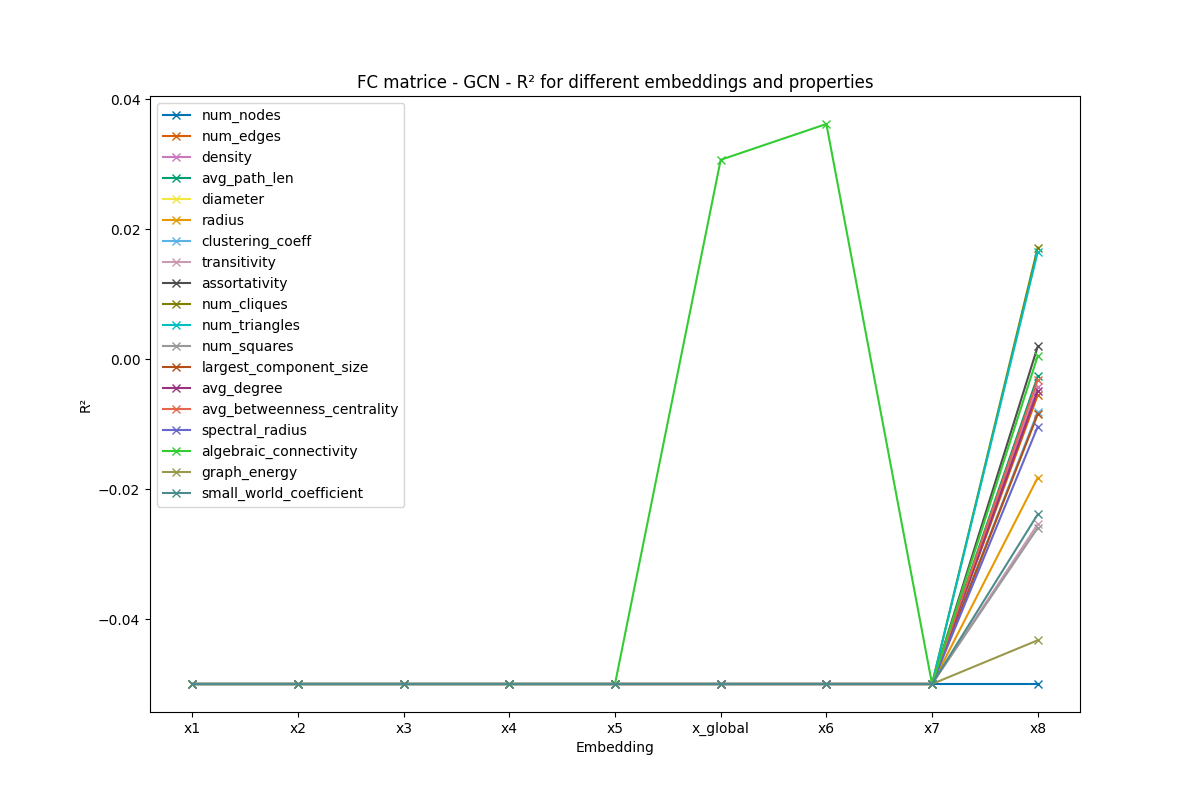 FC matrice - GCN - R² for different embeddings and properties
0.04
0.02
0.00
−0.02
−0.04
R²
num_nodes
num_edges
density
avg_path_len
diameter
radius
clustering_coeff
transitivity
assortativity
num_cliques
num_triangles
num_squares
largest_component_size
avg_degree
avg_betweenness_centrality
spectral_radius
algebraic_connectivity
graph_energy
small_world_coefficient
x1 x2 x3 x4 x5 x_global x6 x7 x8
Embedding